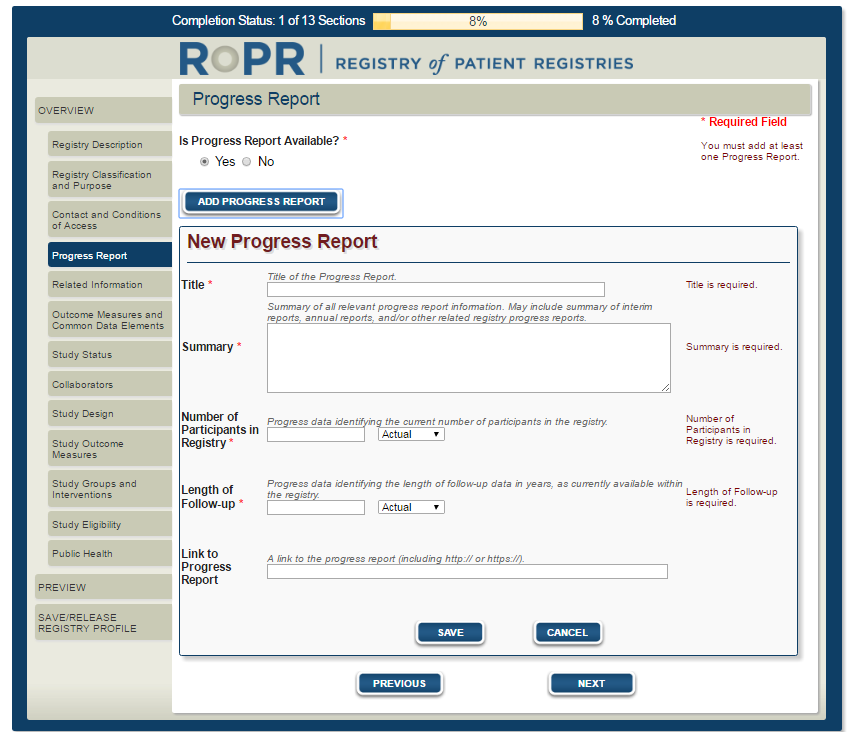 Completion Status: 1 of 13 Sections 8% 8 % Completed
ROPR REGISTRY of PATIENT REGISTRIES
OVERVIEW
Registry Description
Registry Classification
and Purpose
Contact and Conditions
of Access
Progress Report
Related Information
Outcome Measures and
Common Data Elements
Study Status
Collaborators
Study Design
Study Outcome
Measures
Study Groups and
Interventions
Study Eligibility
Public Health
PREVIEW
SAVE/RELEASE
REGISTRY PROFILE
Progress Report
* Required Field
Is Progress Report Available? *
Yes No
You must add at least
one Progress Report.
ADD PROGRESS REPORT
New Progress Report
Title *
Title of the Progress Report.
Title is required.
Summary of all relevant progress report information. May include summary of interim
reports, annual reports, and/or other related registry progress reports.
Summary *
Summary is required.
Number of
Participants in
Registry *
Progress data identifying the current number of participants in the registry.
Actual
Number of
Participants in
Registry is required.
Length of
Follow-up *
Progress data identifying the length of follow-up data in years, as currently available within
the registry.
Actual
Length of Follow-up
is required.
Link to
Progress
Report
A link to the progress report (including http:// or https://).
SAVE CANCEL
PREVIOUS NEXT